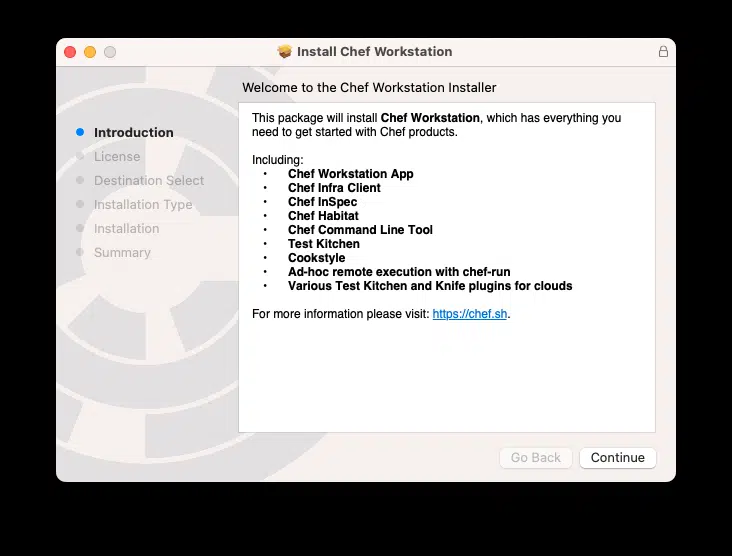 Install Chef Workstation
Welcome to the Chef Workstation Installer
Introduction
License
Destination Select
Installation Type
Installation
Summary
This package will install Chef Workstation, which has everything you
need to get started with Chef products.
Including:
• Chef Workstation App
• Chef Infra Client
• Chef InSpec
• Chef Habitat
• Chef Command Line Tool
• Test Kitchen
• Cookstyle
• Ad-hoc remote execution with chef-run
• Various Test Kitchen and Knife plugins for clouds
For more information please visit: https://chef.sh.
Go Back
Continue